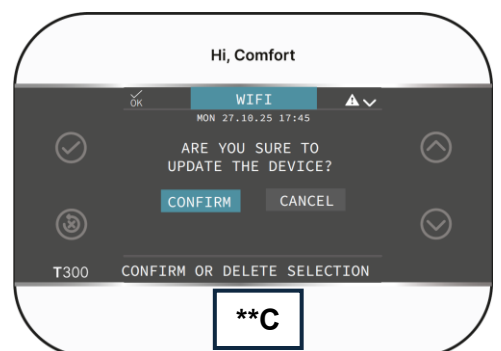 Hi, Comfort
OK WIFI
MON 27.10.25 17:45
ARE YOU SURE TO
UPDATE THE DEVICE?
CONFIRM CANCEL
T300 CONFIRM OR DELETE SELECTION
**C